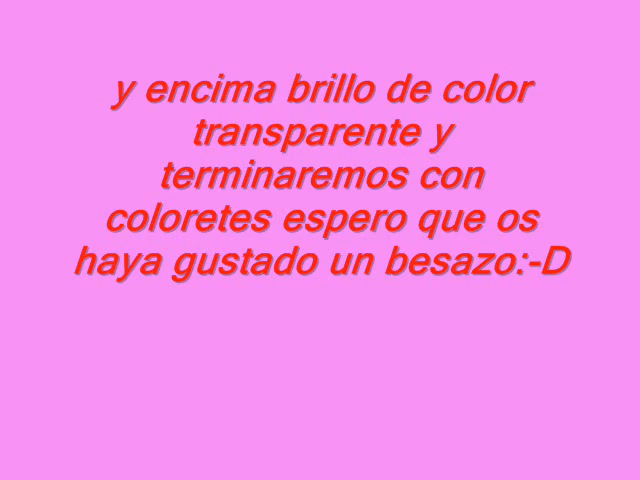 y encima brillo de color
transparente y
terminaremos con
coloretes espero que os
haya gustado un besazo:-D